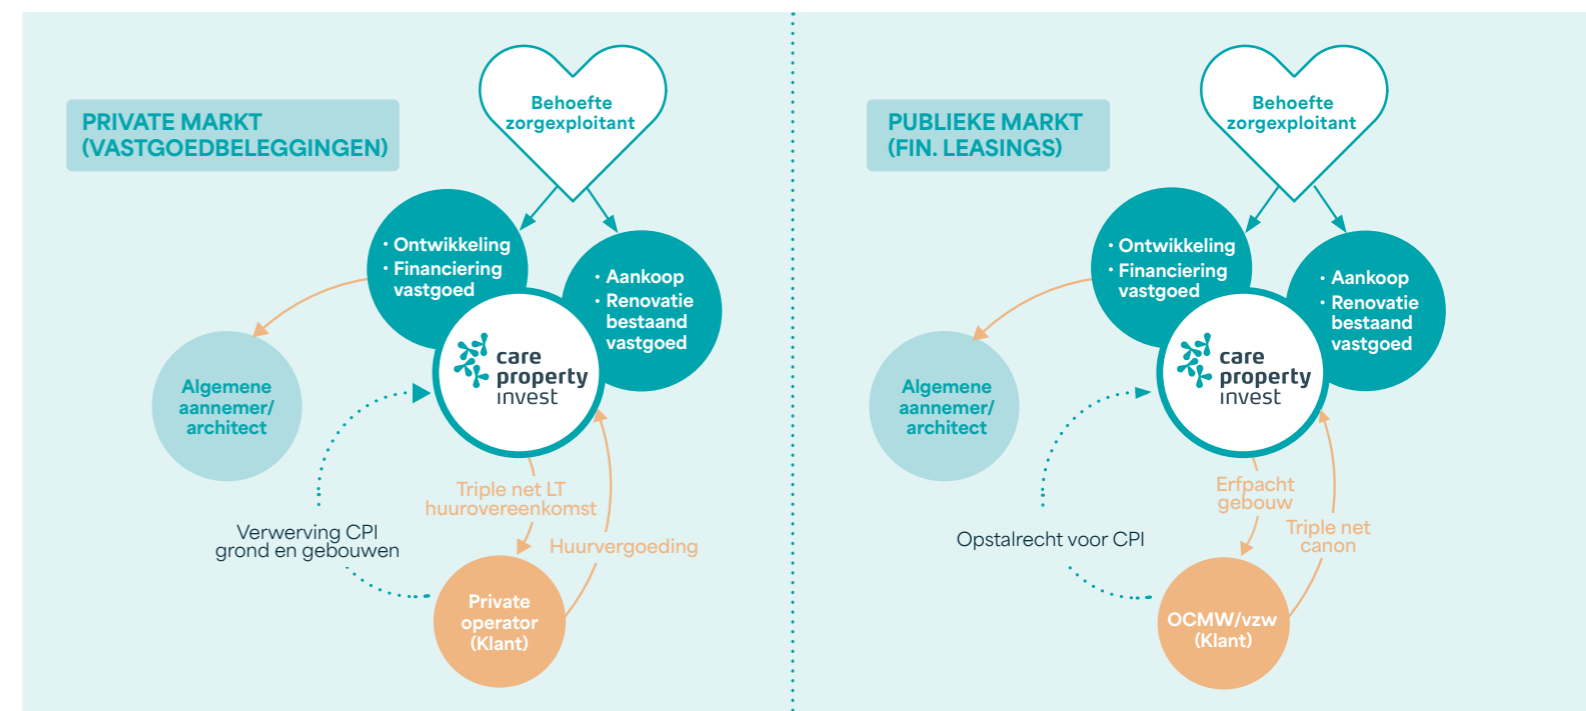 PRIVATE MARKT
(VASTGOEDBELEGGINGEN)
Behoefte
zorgexploitant
· Ontwikkeling
· Financiering
vastgoed
· Aankoop
· Renovatie
bestaand
vastgoed
care
property
invest
Algemene
aannemer/
architect
Triple net LT
huurovereenkomst
Verwerving CPI
grond en gebouwen
Huurvergoeding
Private
operator
(Klant)
PUBLIEKE MARKT
(FIN. LEASINGS)
Behoefte
zorgexploitant
· Ontwikkeling
· Financiering
vastgoed
· Aankoop
· Renovatie
bestaand
vastgoed
care
property
invest
Algemene
aannemer/
architect
Erfpacht
gebouw
Opstalrecht voor CPI
Triple net
canon
OCMW/vzw
(Klant)